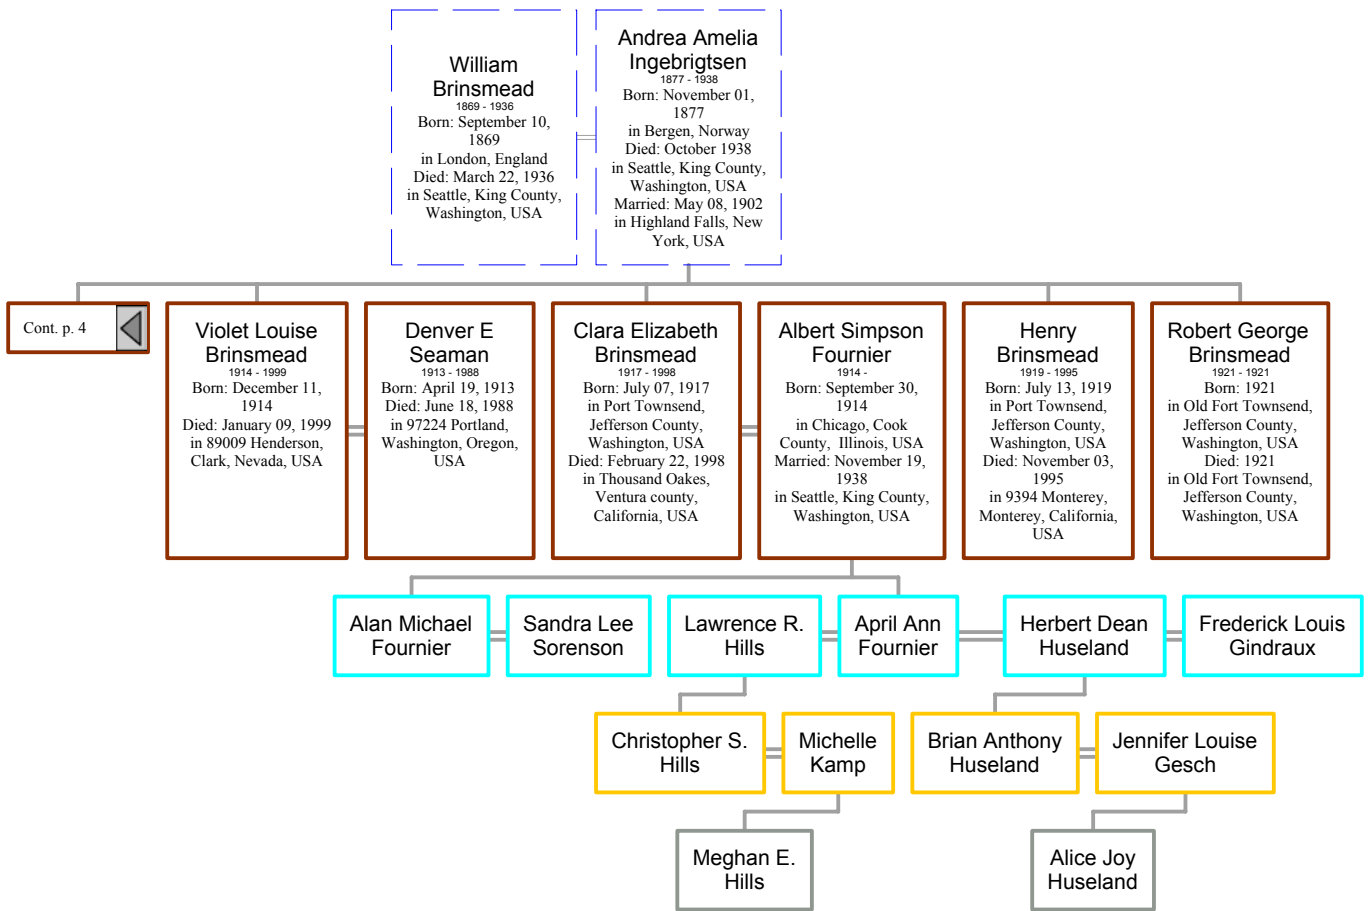 William
Brinsmead
1869 - 1936
Born: September 10,
1869
in London, England
Died: March 22, 1936
in Seattle, King County,
Washington, USA
Andrea Amelia
Ingebrigtsen
1877 - 1938
Born: November 01,
1877
in Bergen, Norway
Died: October 1938
in Seattle, King County,
Washington, USA
Married: May 08, 1902
in Highland Falls, New
York, USA
Cont. p. 4
Violet Louise
Brinsmead
1914 - 1999
Born: December 11,
1914
Died: January 09, 1999
in 89009 Henderson,
Clark, Nevada, USA
Denver E
Seaman
1913 - 1988
Born: April 19, 1913
Died: June 18, 1988
in 97224 Portland,
Washington, Oregon,
USA
Clara Elizabeth
Brinsmead
1917 - 1998
Born: July 07, 1917
in Port Townsend,
Jefferson County,
Washington, USA
Died: February 22, 1998
in Thousand Oakes,
Ventura county,
California, USA
Albert Simpson
Fournier
1914 -
Born: September 30,
1914
in Chicago, Cook
County,  Illinois, USA
Married: November 19,
1938
in Seattle, King County,
Washington, USA
Henry
Brinsmead
1919 - 1995
Born: July 13, 1919
in Port Townsend,
Jefferson County,
Washington, USA
Died: November 03,
1995
in 9394 Monterey,
Monterey, California,
USA
Robert George
Brinsmead
1921 - 1921
Born: 1921
in Old Fort Townsend,
Jefferson County,
Washington, USA
Died: 1921
in Old Fort Townsend,
Jefferson County,
Washington, USA
Alan Michael
Fournier
Sandra Lee
Sorenson
Lawrence R.
Hills
April Ann
Fournier
Herbert Dean
Huseland
Frederick Louis
Gindraux
Christopher S.
Hills
Michelle
Kamp
Brian Anthony
Huseland
Jennifer Louise
Gesch
Meghan E.
Hills
Alice Joy
Huseland